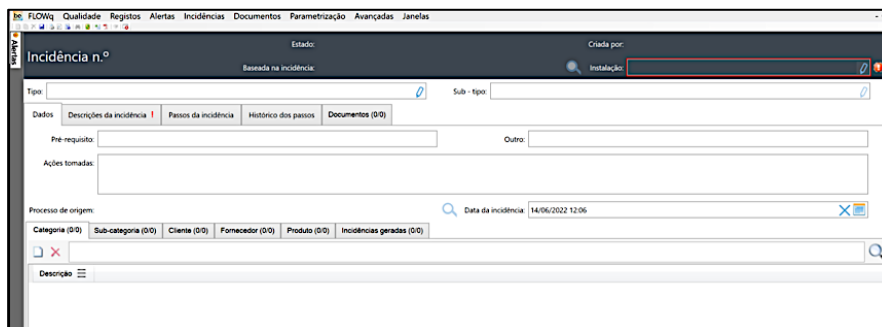 be FLOWq Qualidade Registos Alertas Incidências Documentos Parametrização Avançadas Janelas
Alertas
Incidência n.º
Estado:
Criada por:
Baseada na incidência:
Instalação:
Tipo:
Sub - tipo:
Dados Descrições da incidência ! Passos da incidência Histórico dos passos Documentos (0/0)
Pré-requisito:
Outro:
Ações tomadas:
Processo de origem:
Data da incidência: 14/06/2022 12:06
Categoria (0/0) Sub-categoria (0/0) Cliente (0/0) Fornecedor (0/0) Produto (0/0) Incidências geradas (0/0)
Descrição